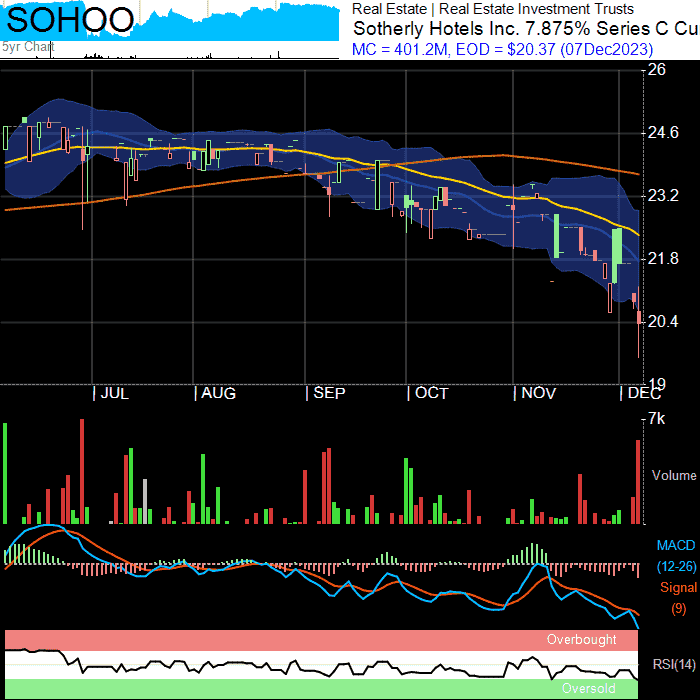 SOHOO
5yr Chart
Real Estate | Real Estate Investment Trusts
Sotherly Hotels Inc. 7.875% Series C Cu
MC = 401.2M, EOD = $20.37 (07Dec2023)
26
24.6
23.2
21.8
20.4
19
JUL
AUG
SEP
OCT
NOV
DEC
7k
Volume
MACD
(12-26)
Signal
(9)
Overbought
RSI(14)
Oversold